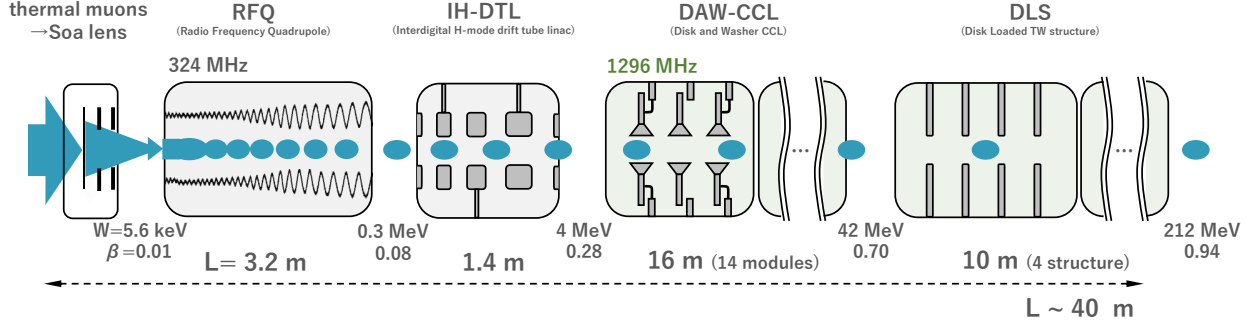 thermal muons
→Soa lens
RFQ
(Radio Frequency Quadrupole)
IH-DTL
(Interdigital H-mode drift tube linac)
DAW-CCL
(Disk and Washer CCL)
DLS
(Disk Loaded TW structure)
324 MHz
1296 MHz
...
...
W=5.6 keV
β=0.01
0.3 MeV
0.08
4 MeV
0.28
42 MeV
0.70
212 MeV
0.94
L= 3.2 m
1.4 m
16 m (14 modules)
10 m (4 structure)
L ~ 40 m